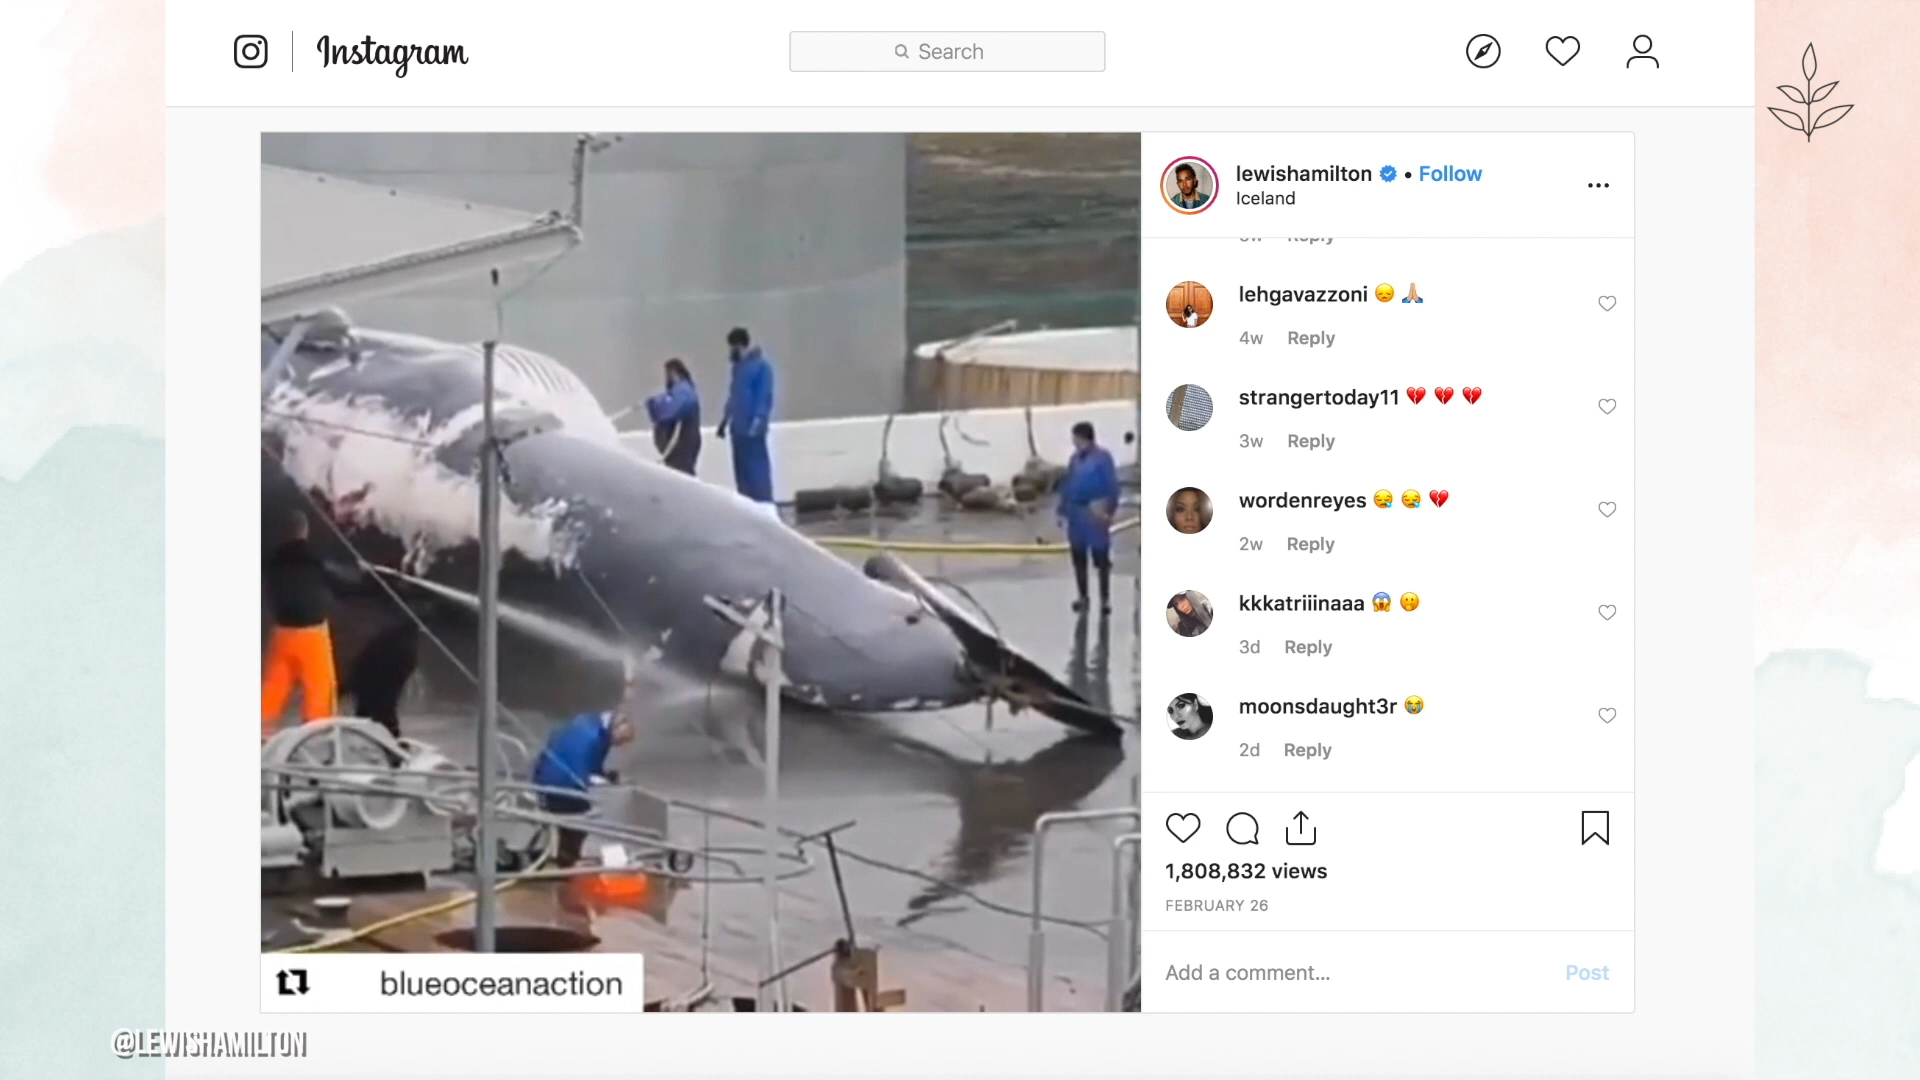 Instagram
Search
lewishamilton • Follow
Iceland
Reply
lehgavazzoni 😔 🙏🏼
4w Reply
strangertoday11 💔 💔 💔
3w Reply
wordenreyes 😪 😪 💔
2w Reply
kkkatriiinaaa 😱 🤭
3d Reply
moonsdaught3r 😭
2d Reply
1,808,832 views
FEBRUARY 26
Add a comment... Post
blueoceanaction
@LEWISHAMILTON